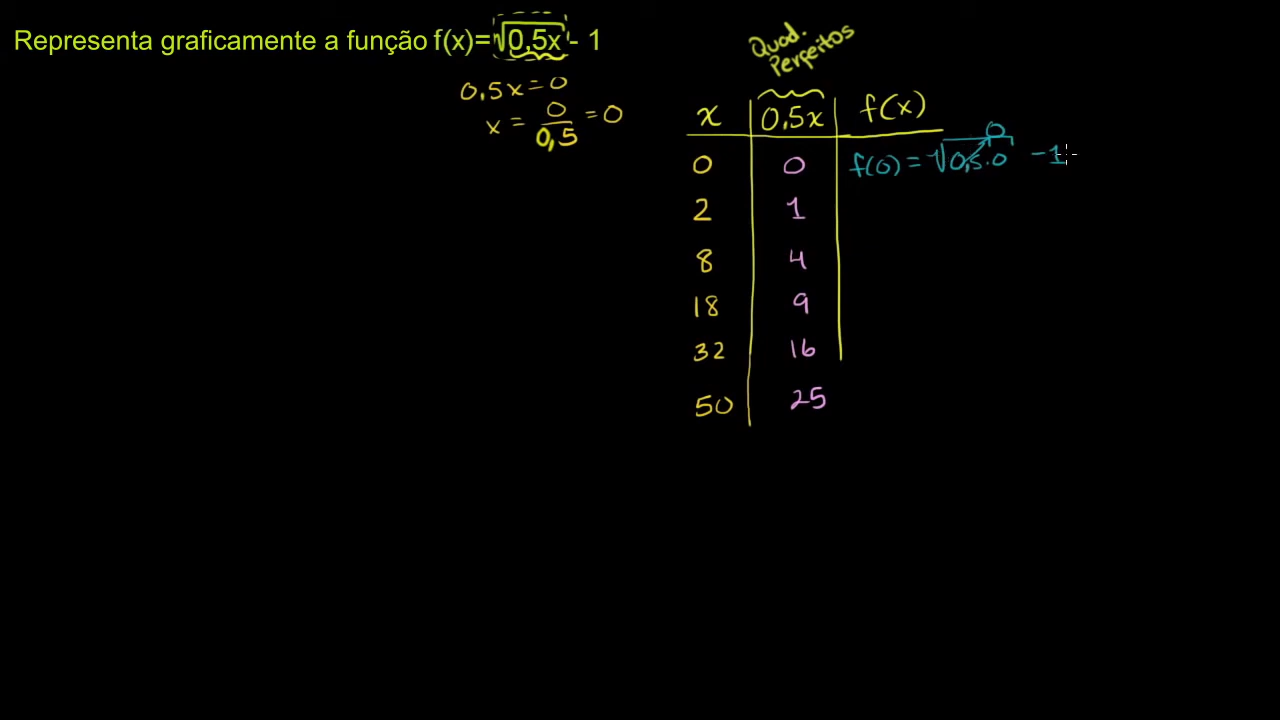 Representa graficamente a função f(x)=√0,5x - 1
0,5x = 0
x = 0/0,5 = 0
Quad.
Perfeitos
x 0,5x f(x)
0 0 f(0) = √0,5.0 0 -1
2 1
8 4
18 9
32 16
50 25